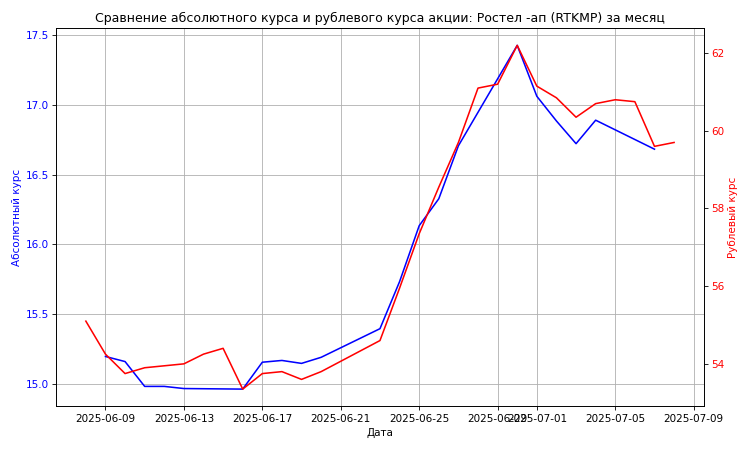 Сравнение абсолютного курса и рублевого курса акции: Ростел -ап (RTKMP) за месяц
17.5
17.0
16.5
16.0
15.5
15.0
Абсолютный курс
62
60
58
56
54
Рублевый курс
2025-06-09 2025-06-13 2025-06-17 2025-06-21 2025-06-25 2025-06-29 2025-07-01 2025-07-05 2025-07-09
Дата